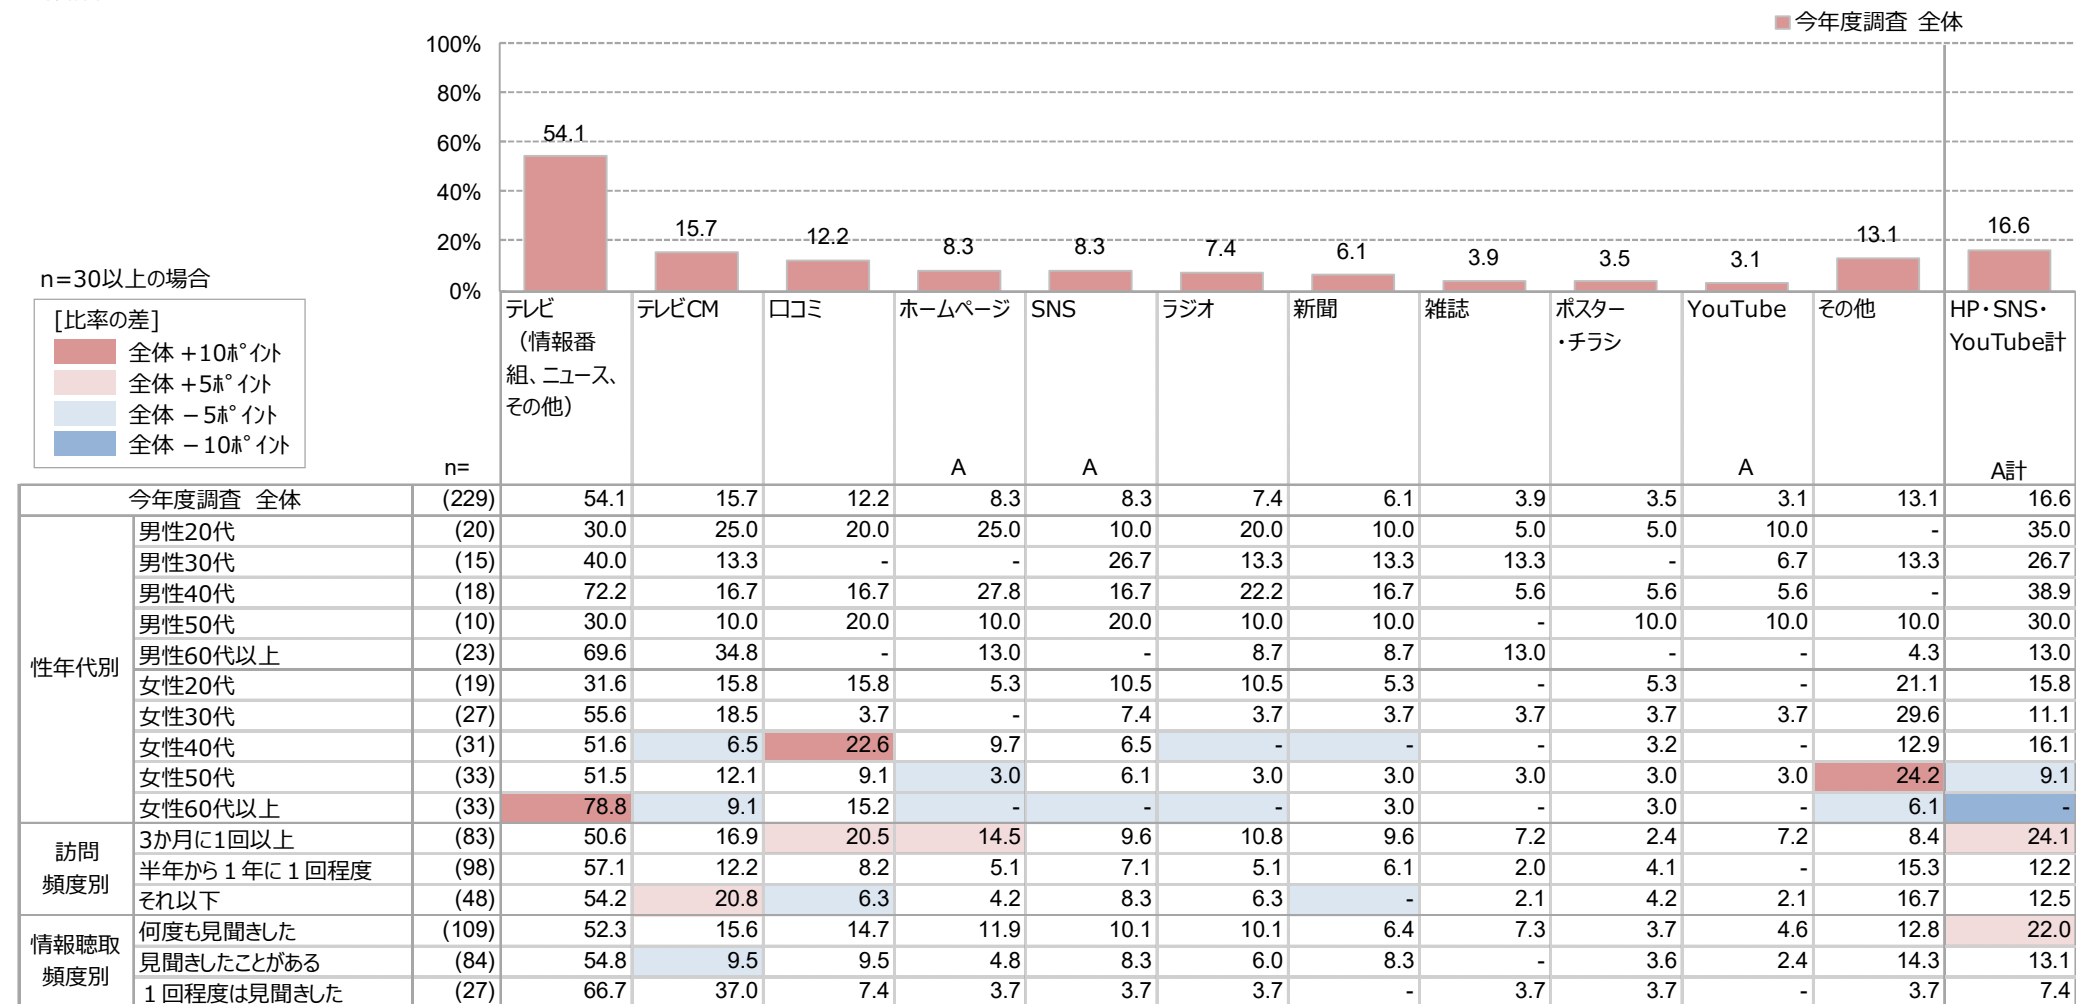 今年度調査 全体
100%
80%
60%
40%
20%
0%
54.1
15.7
12.2
8.3
8.3
7.4
6.1
3.9
3.5
3.1
13.1
16.6
n=30以上の場合
[比率の差]
全体 +10ﾎﾟｲﾝﾄ
全体 +5ﾎﾟｲﾝﾄ
全体 －5ﾎﾟｲﾝﾄ
全体 －10ﾎﾟｲﾝﾄ
テレビ
（情報番
組、ニュース、
その他）
テレビCM
口コミ
ホームページ
SNS
ラジオ
新聞
雑誌
ポスター
・チラシ
YouTube
その他
HP・SNS・
YouTube計
n= A A A A計
今年度調査 全体 (229) 54.1 15.7 12.2 8.3 8.3 7.4 6.1 3.9 3.5 3.1 13.1 16.6
性年代別
男性20代 (20) 30.0 25.0 20.0 25.0 10.0 20.0 10.0 5.0 5.0 10.0 - 35.0
男性30代 (15) 40.0 13.3 - - 26.7 13.3 13.3 13.3 - 6.7 13.3 26.7
男性40代 (18) 72.2 16.7 16.7 27.8 16.7 22.2 16.7 5.6 5.6 5.6 - 38.9
男性50代 (10) 30.0 10.0 20.0 10.0 20.0 10.0 10.0 - 10.0 10.0 10.0 30.0
男性60代以上 (23) 69.6 34.8 - 13.0 - 8.7 8.7 13.0 - - 4.3 13.0
女性20代 (19) 31.6 15.8 15.8 5.3 10.5 10.5 5.3 - 5.3 - 21.1 15.8
女性30代 (27) 55.6 18.5 3.7 - 7.4 3.7 3.7 3.7 3.7 3.7 29.6 11.1
女性40代 (31) 51.6 6.5 22.6 9.7 6.5 - - - 3.2 - 12.9 16.1
女性50代 (33) 51.5 12.1 9.1 3.0 6.1 3.0 3.0 3.0 3.0 3.0 24.2 9.1
女性60代以上 (33) 78.8 9.1 15.2 - - - 3.0 - 3.0 - 6.1 -
訪問
頻度別
3か月に1回以上 (83) 50.6 16.9 20.5 14.5 9.6 10.8 9.6 7.2 2.4 7.2 8.4 24.1
半年から１年に１回程度 (98) 57.1 12.2 8.2 5.1 7.1 5.1 6.1 2.0 4.1 - 15.3 12.2
それ以下 (48) 54.2 20.8 6.3 4.2 8.3 6.3 - 2.1 4.2 2.1 16.7 12.5
情報聴取
頻度別
何度も見聞きした (109) 52.3 15.6 14.7 11.9 10.1 10.1 6.4 7.3 3.7 4.6 12.8 22.0
見聞きしたことがある (84) 54.8 9.5 9.5 4.8 8.3 6.0 8.3 - 3.6 2.4 14.3 13.1
１回程度は見聞きした (27) 66.7 37.0 7.4 3.7 3.7 3.7 - 3.7 3.7 - 3.7 7.4